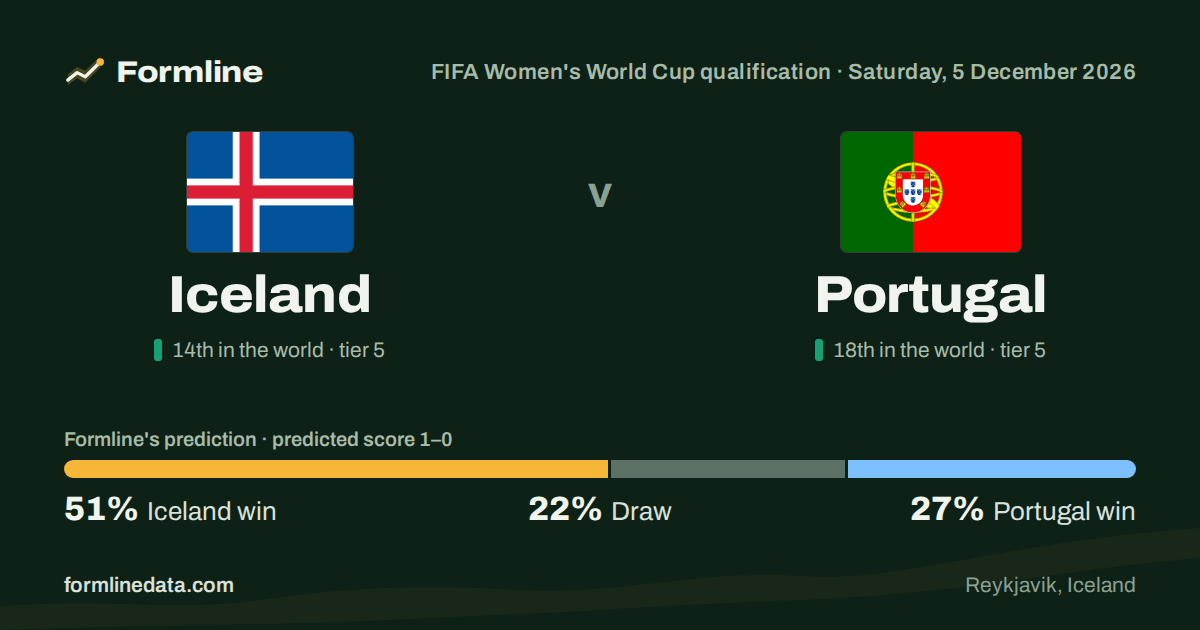 Formline
FIFA Women's World Cup qualification · Saturday, 5 December 2026
V
Iceland
Portugal
14th in the world · tier 5
18th in the world · tier 5
Formline's prediction · predicted score 1–0
51% Iceland win
22% Draw
27% Portugal win
formlinedata.com
Reykjavik, Iceland